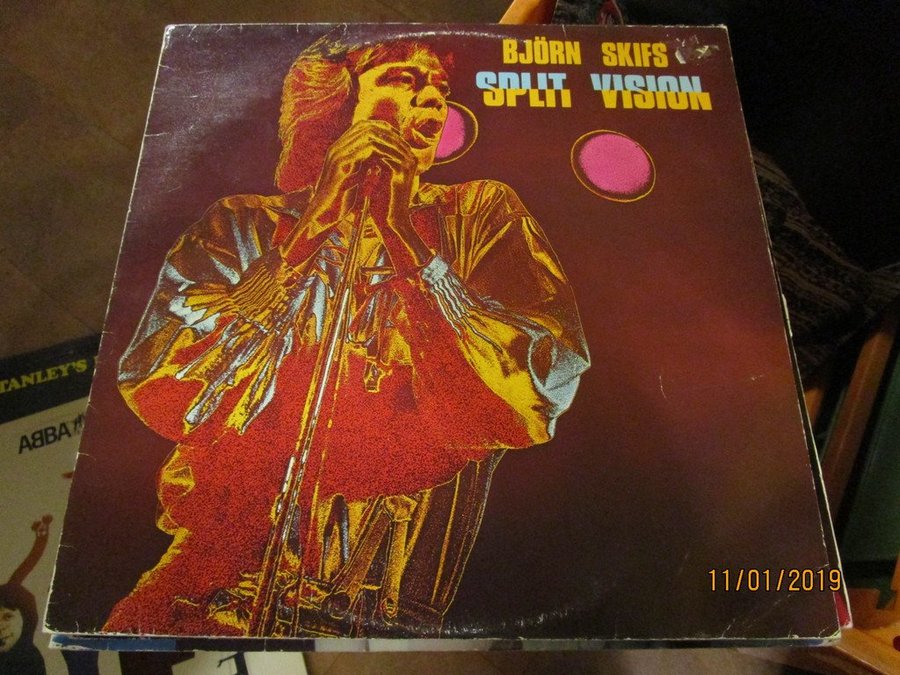 BJÖRN SKIFS
SPLIT VISION
TANLEY'S
ABBA
11/01/2019